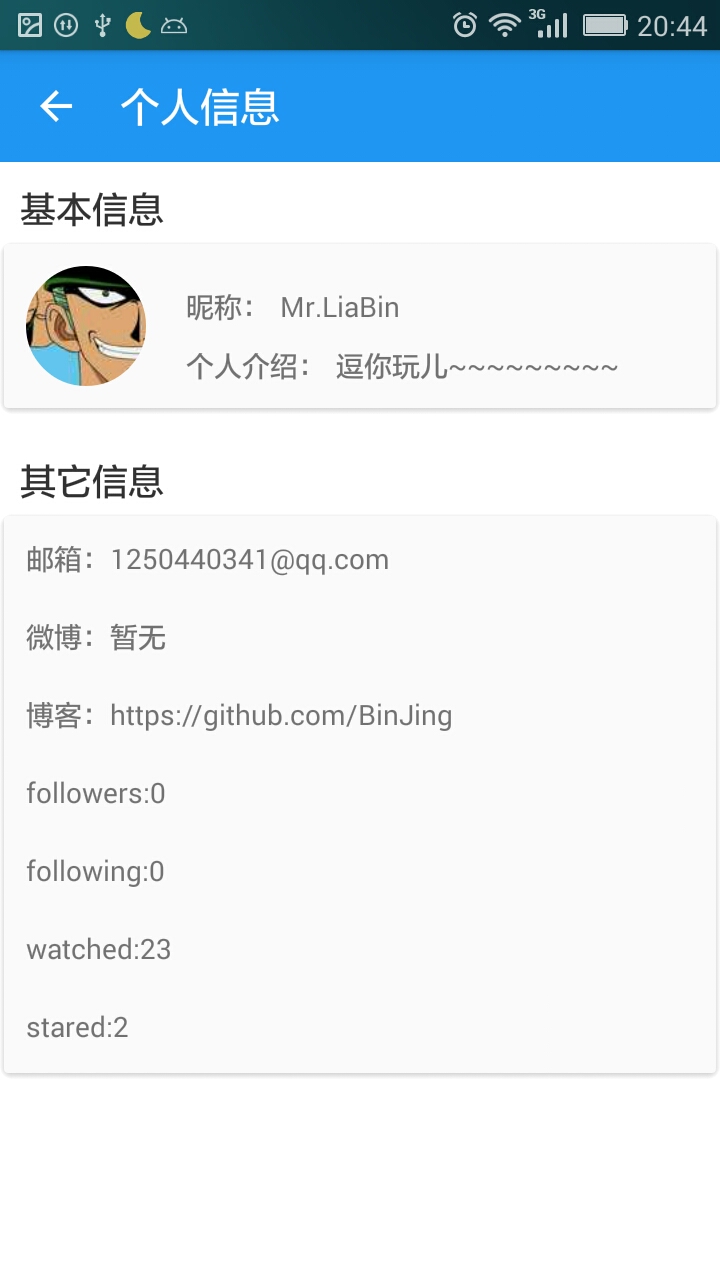 3G 20:44
个人信息
基本信息
昵称： Mr.LiaBin
个人介绍： 逗你玩儿~~~~~~~~~
其它信息
邮箱：1250440341@qq.com
微博：暂无
博客：https://github.com/BinJing
followers:0
following:0
watched:23
stared:2